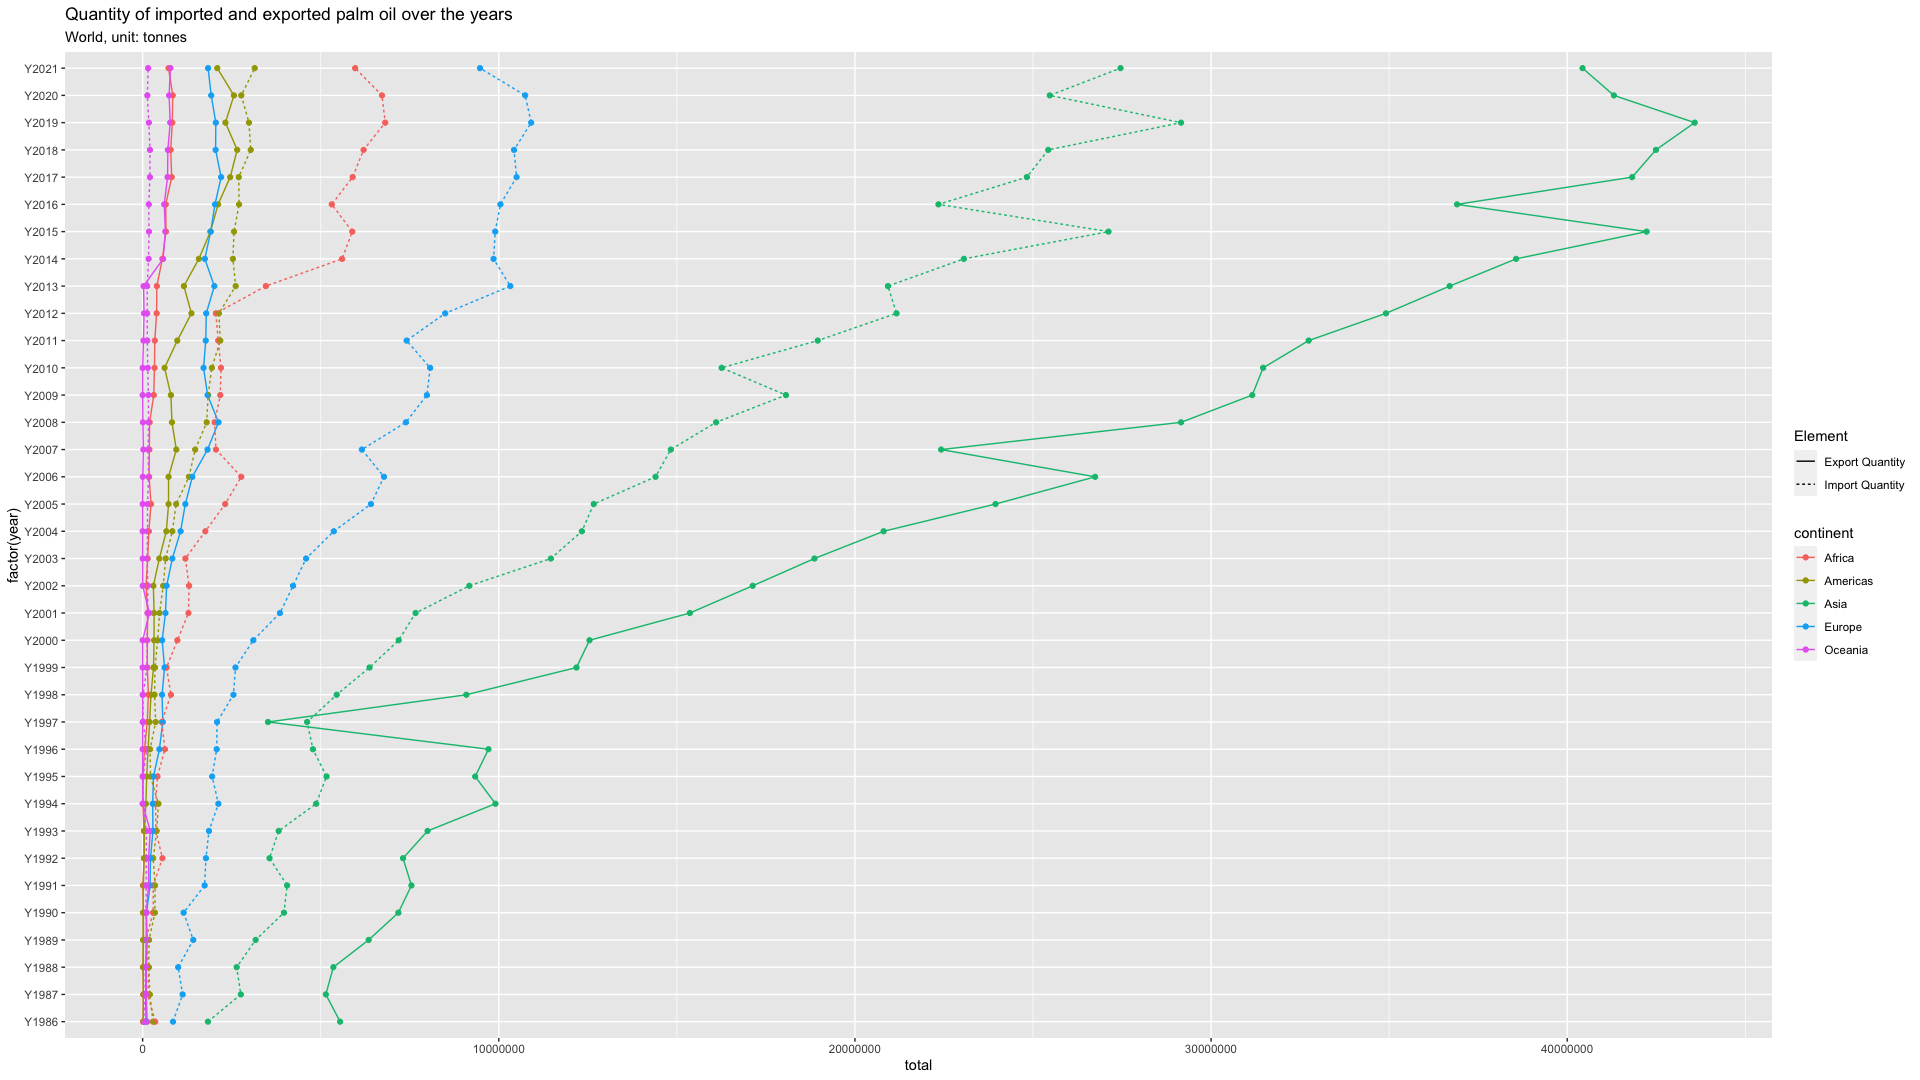 Quantity of imported and exported palm oil over the years
World, unit: tonnes
factor(year)
Y2021
Y2020
Y2019
Y2018
Y2017
Y2016
Y2015
Y2014
Y2013
Y2012
Y2011
Y2010
Y2009
Y2008
Y2007
Y2006
Y2005
Y2004
Y2003
Y2002
Y2001
Y2000
Y1999
Y1998
Y1997
Y1996
Y1995
Y1994
Y1993
Y1992
Y1991
Y1990
Y1989
Y1988
Y1987
Y1986
0 10000000 20000000 30000000 40000000
total
Element
Export Quantity
Import Quantity
continent
Africa
Americas
Asia
Europe
Oceania